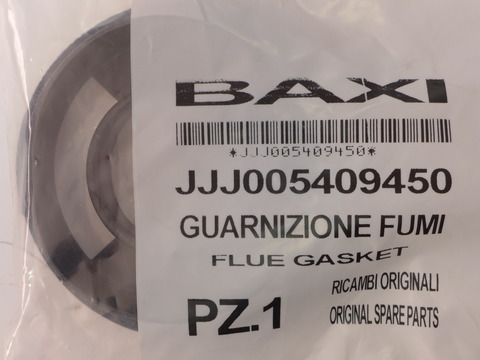 BAXI
*JJJ005409450*
JJJ005409450
GUARNIZIONE FUMI
FLUE GASKET
RICAMBI ORIGINALI
PZ.1
ORIGINAL SPARE PARTS